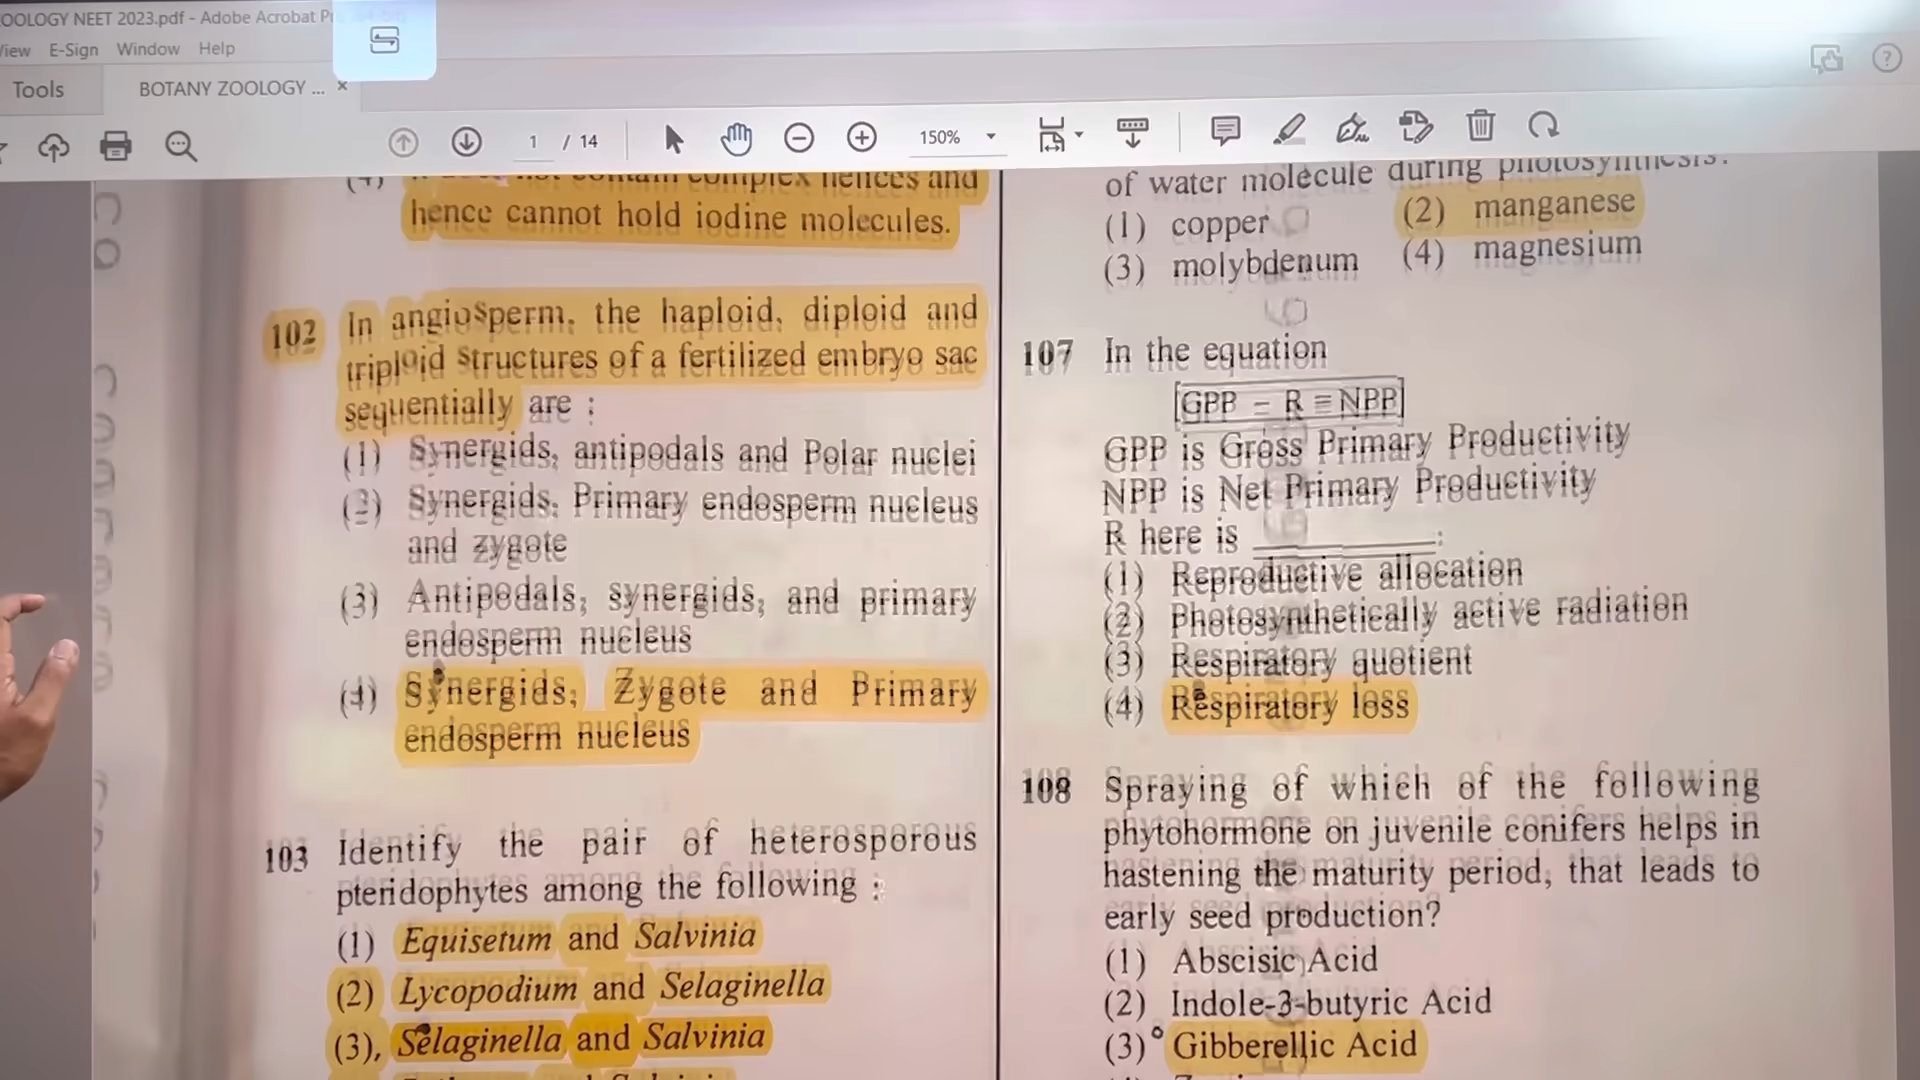 OOLOGY NEET 2023.pdf - Adobe Acrobat P
View E-Sign Window Help
Tools BOTANY ZOOLOGY ... ×
1 / 14 150%
contain complex helices and
hence cannot hold iodine molecules.
102 In angiosperm, the haploid, diploid and
triploid structures of a fertilized embryo sac
sequentially are :
(1) Synergids, antipodals and Polar nuclei
(2) Synergids, Primary endosperm nucleus
and zygote
(3) Antipodals, synergids, and primary
endosperm nucleus
(4) Synergids, Zygote and Primary
endosperm nucleus
103 Identify the pair of heterosporous
pteridophytes among the following :
(1) Equisetum and Salvinia
(2) Lycopodium and Selaginella
(3) Selaginella and Salvinia
of water molecule during photosynthesis.
(1) copper (2) manganese
(3) molybdenum (4) magnesium
107 In the equation
GPP - R = NPP
GPP is Gross Primary Productivity
NPP is Net Primary Productivity
R here is ________:
(1) Reproductive allocation
(2) Photosynthetically active radiation
(3) Respiratory quotient
(4) Respiratory loss
108 Spraying of which of the following
phytohormone on juvenile conifers helps in
hastening the maturity period, that leads to
early seed production?
(1) Abscisic Acid
(2) Indole-3-butyric Acid
(3) Gibberellic Acid